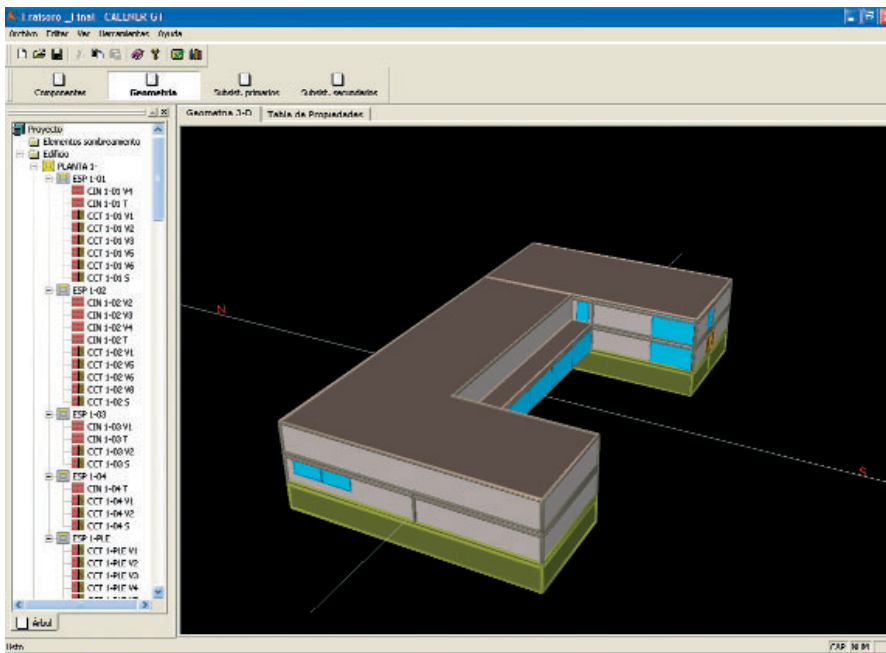 _Final - CALENER GT
Archivo Editar Ver Herramientas Ayuda
Componentes Geometría Subsist. primarios Subsist. secundarios
Geometría 3-D Tabla de Propiedades
Proyecto
Elementos sombreamiento
Edificio
PLANTA 1-
ESP 1-01
CIN 1-01 V4
CIN 1-01 T
CCT 1-01 V1
CCT 1-01 V2
CCT 1-01 V3
CCT 1-01 V5
CCT 1-01 V6
CCT 1-01 S
ESP 1-02
CIN 1-02 V2
CIN 1-02 V3
CIN 1-02 V4
CIN 1-02 T
CCT 1-02 V1
CCT 1-02 V5
CCT 1-02 V6
CCT 1-02 V8
CCT 1-02 S
ESP 1-03
CIN 1-03 V1
CIN 1-03 T
CCT 1-03 V2
CCT 1-03 S
ESP 1-04
CIN 1-04 T
CCT 1-04 V1
CCT 1-04 V2
CCT 1-04 S
ESP 1-PLE
CCT 1-PLE V1
CCT 1-PLE V2
CCT 1-PLE V3
CCT 1-PLE V4
N
S
Árbol
listo
CAP NUM